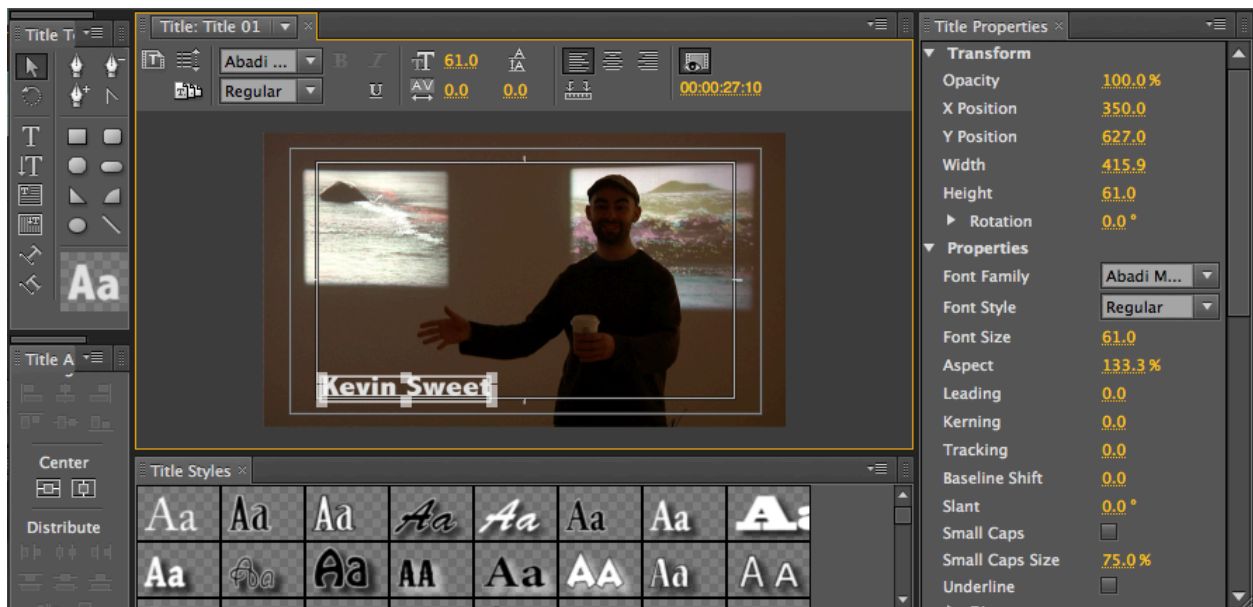 Title T
Title: Title 01
Title Properties
Abadi ...
Regular
B I U
T
61.0
0.0
0.0
00:00:27:10
T
T
Aa
Title A
Center
Distribute
Kevin Sweet
Title Styles
Aa Aa Aa Aa Aa Aa Aa A
Aa Aa Aa AA Aa AA Aa AA
Transform
Opacity 100.0 %
X Position 350.0
Y Position 627.0
Width 415.9
Height 61.0
Rotation 0.0 °
Properties
Font Family Abadi M...
Font Style Regular
Font Size 61.0
Aspect 133.3 %
Leading 0.0
Kerning 0.0
Tracking 0.0
Baseline Shift 0.0
Slant 0.0 °
Small Caps
Small Caps Size 75.0 %
Underline